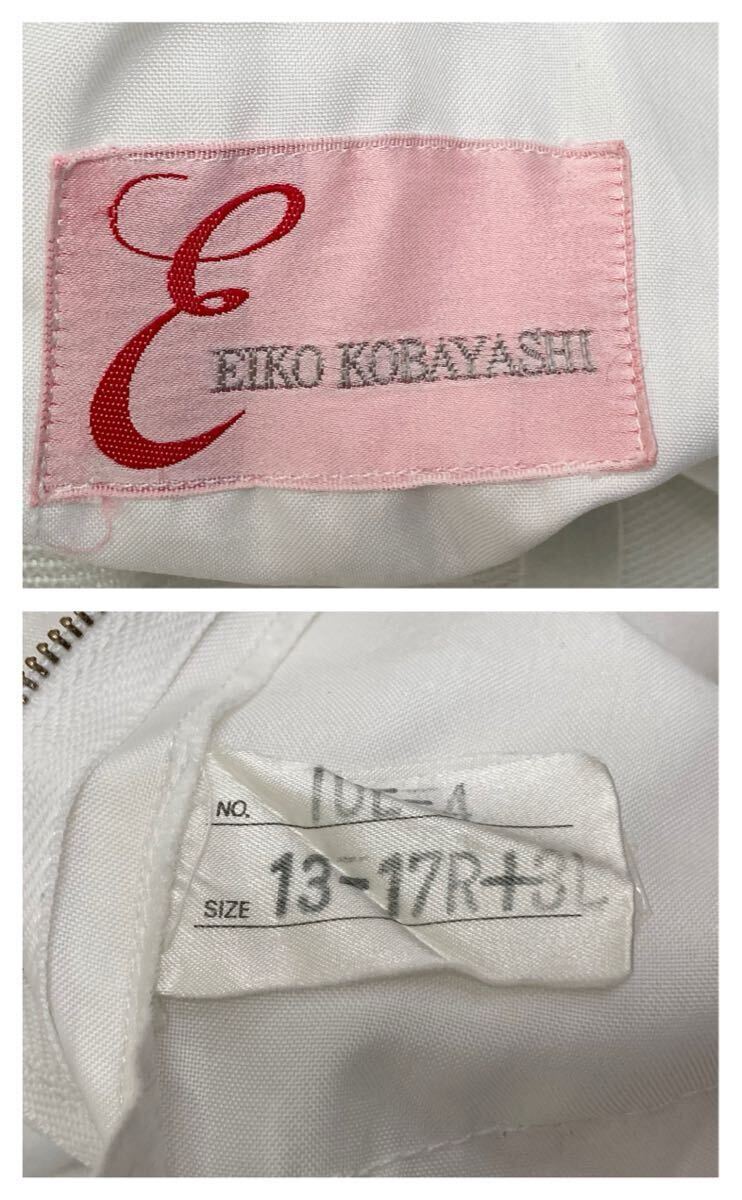 E
EIKO KOBAYASHI
NO.
SIZE 13-17R+3L